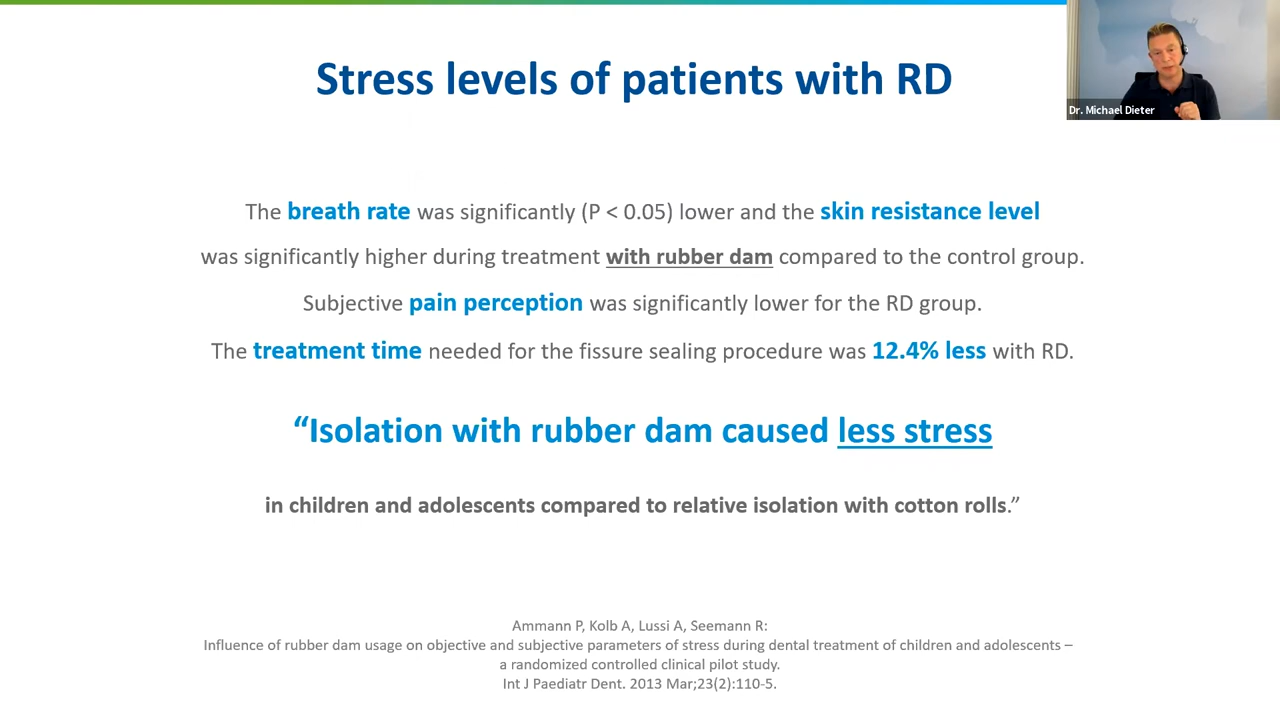 Stress levels of patients with RD
Dr. Michael Dieter
The breath rate was significantly (P < 0.05) lower and the skin resistance level
was significantly higher during treatment with rubber dam compared to the control group.
Subjective pain perception was significantly lower for the RD group.
The treatment time needed for the fissure sealing procedure was 12.4% less with RD.
“Isolation with rubber dam caused less stress
in children and adolescents compared to relative isolation with cotton rolls.”
Ammann P, Kolb A, Lussi A, Seemann R:
Influence of rubber dam usage on objective and subjective parameters of stress during dental treatment of children and adolescents –
a randomized controlled clinical pilot study.
Int J Paediatr Dent. 2013 Mar;23(2):110-5.